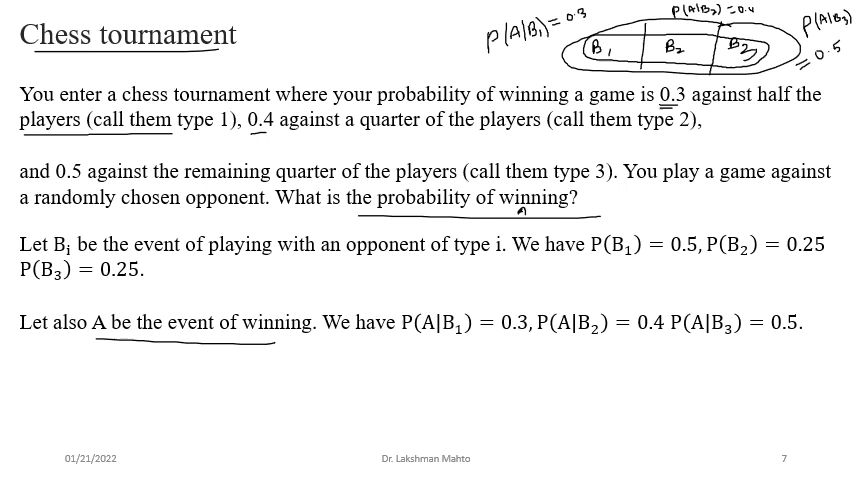 Chess tournament
P(A|B₁) = 0.3
P(A|B₂) = 0.4
P(A|B₃)
= 0.5
B₁ B₂ B₃
You enter a chess tournament where your probability of winning a game is 0.3 against half the
players (call them type 1), 0.4 against a quarter of the players (call them type 2),
and 0.5 against the remaining quarter of the players (call them type 3). You play a game against
a randomly chosen opponent. What is the probability of winning?
A
Let Bᵢ be the event of playing with an opponent of type i. We have P(B₁) = 0.5, P(B₂) = 0.25
P(B₃) = 0.25.
Let also A be the event of winning. We have P(A|B₁) = 0.3, P(A|B₂) = 0.4 P(A|B₃) = 0.5.
01/21/2022 Dr. Lakshman Mahto 7